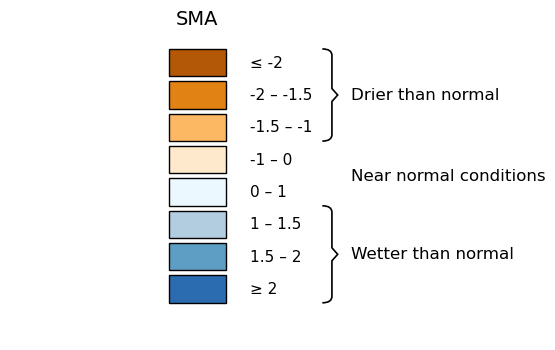 SMA
≤ -2
-2 – -1.5
Drier than normal
-1.5 – -1
-1 – 0
Near normal conditions
0 – 1
1 – 1.5
1.5 – 2
Wetter than normal
≥ 2